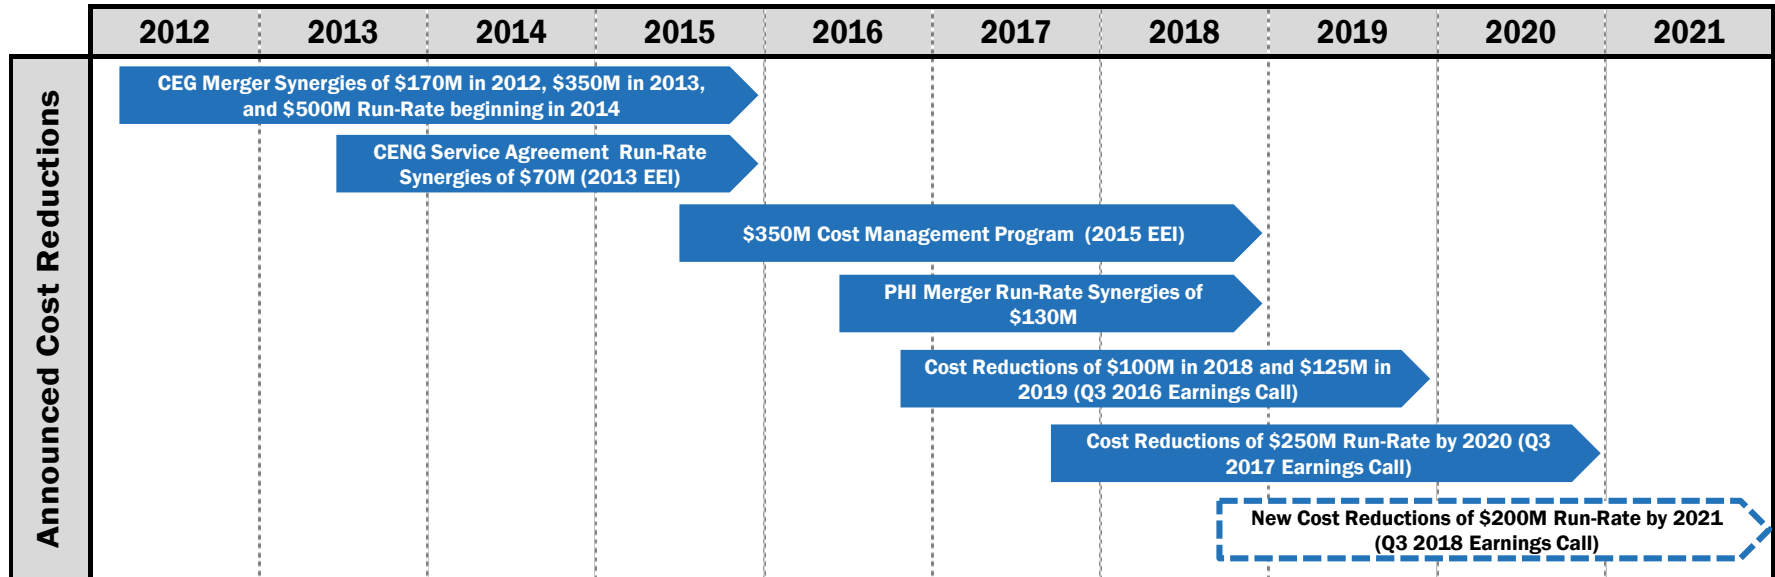 2012 2013 2014 2015 2016 2017 2018 2019 2020 2021
Announced Cost Reductions
CEG Merger Synergies of $170M in 2012, $350M in 2013,
and $500M Run-Rate beginning in 2014
CENG Service Agreement  Run-Rate
Synergies of $70M (2013 EEI)
$350M Cost Management Program  (2015 EEI)
PHI Merger Run-Rate Synergies of
$130M
Cost Reductions of $100M in 2018 and $125M in
2019 (Q3 2016 Earnings Call)
Cost Reductions of $250M Run-Rate by 2020 (Q3
2017 Earnings Call)
New Cost Reductions of $200M Run-Rate by 2021
(Q3 2018 Earnings Call)